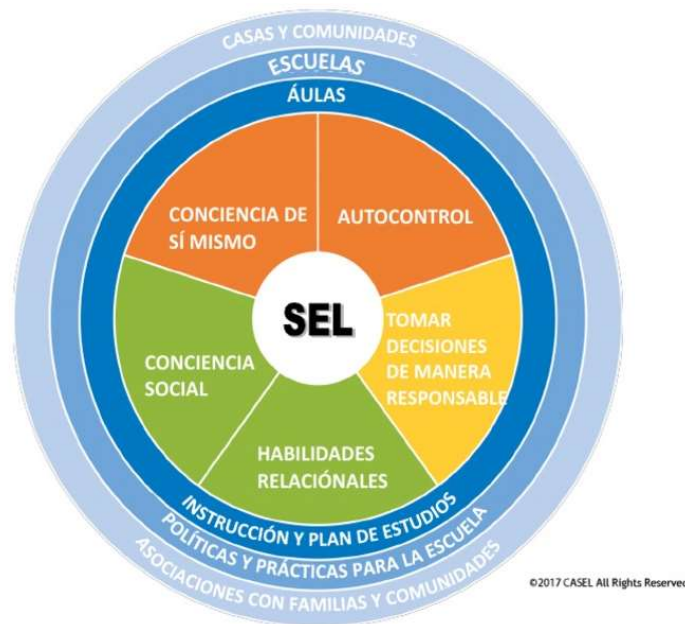 CASAS Y COMUNIDADES
ESCUELAS
ÁULAS
CONCIENCIA DE
SÍ MISMO
AUTOCONTROL
SEL
TOMAR
DECISIONES
DE MANERA
RESPONSABLE
CONCIENCIA
SOCIAL
HABILIDADES
RELACIÓNALES
INSTRUCCIÓN Y PLAN DE ESTUDIOS
POLÍTICAS Y PRÁCTICAS PARA LA ESCUELA
ASOCIACIONES CON FAMILIAS Y COMUNIDADES
©2017 CASEL All Rights Reserved